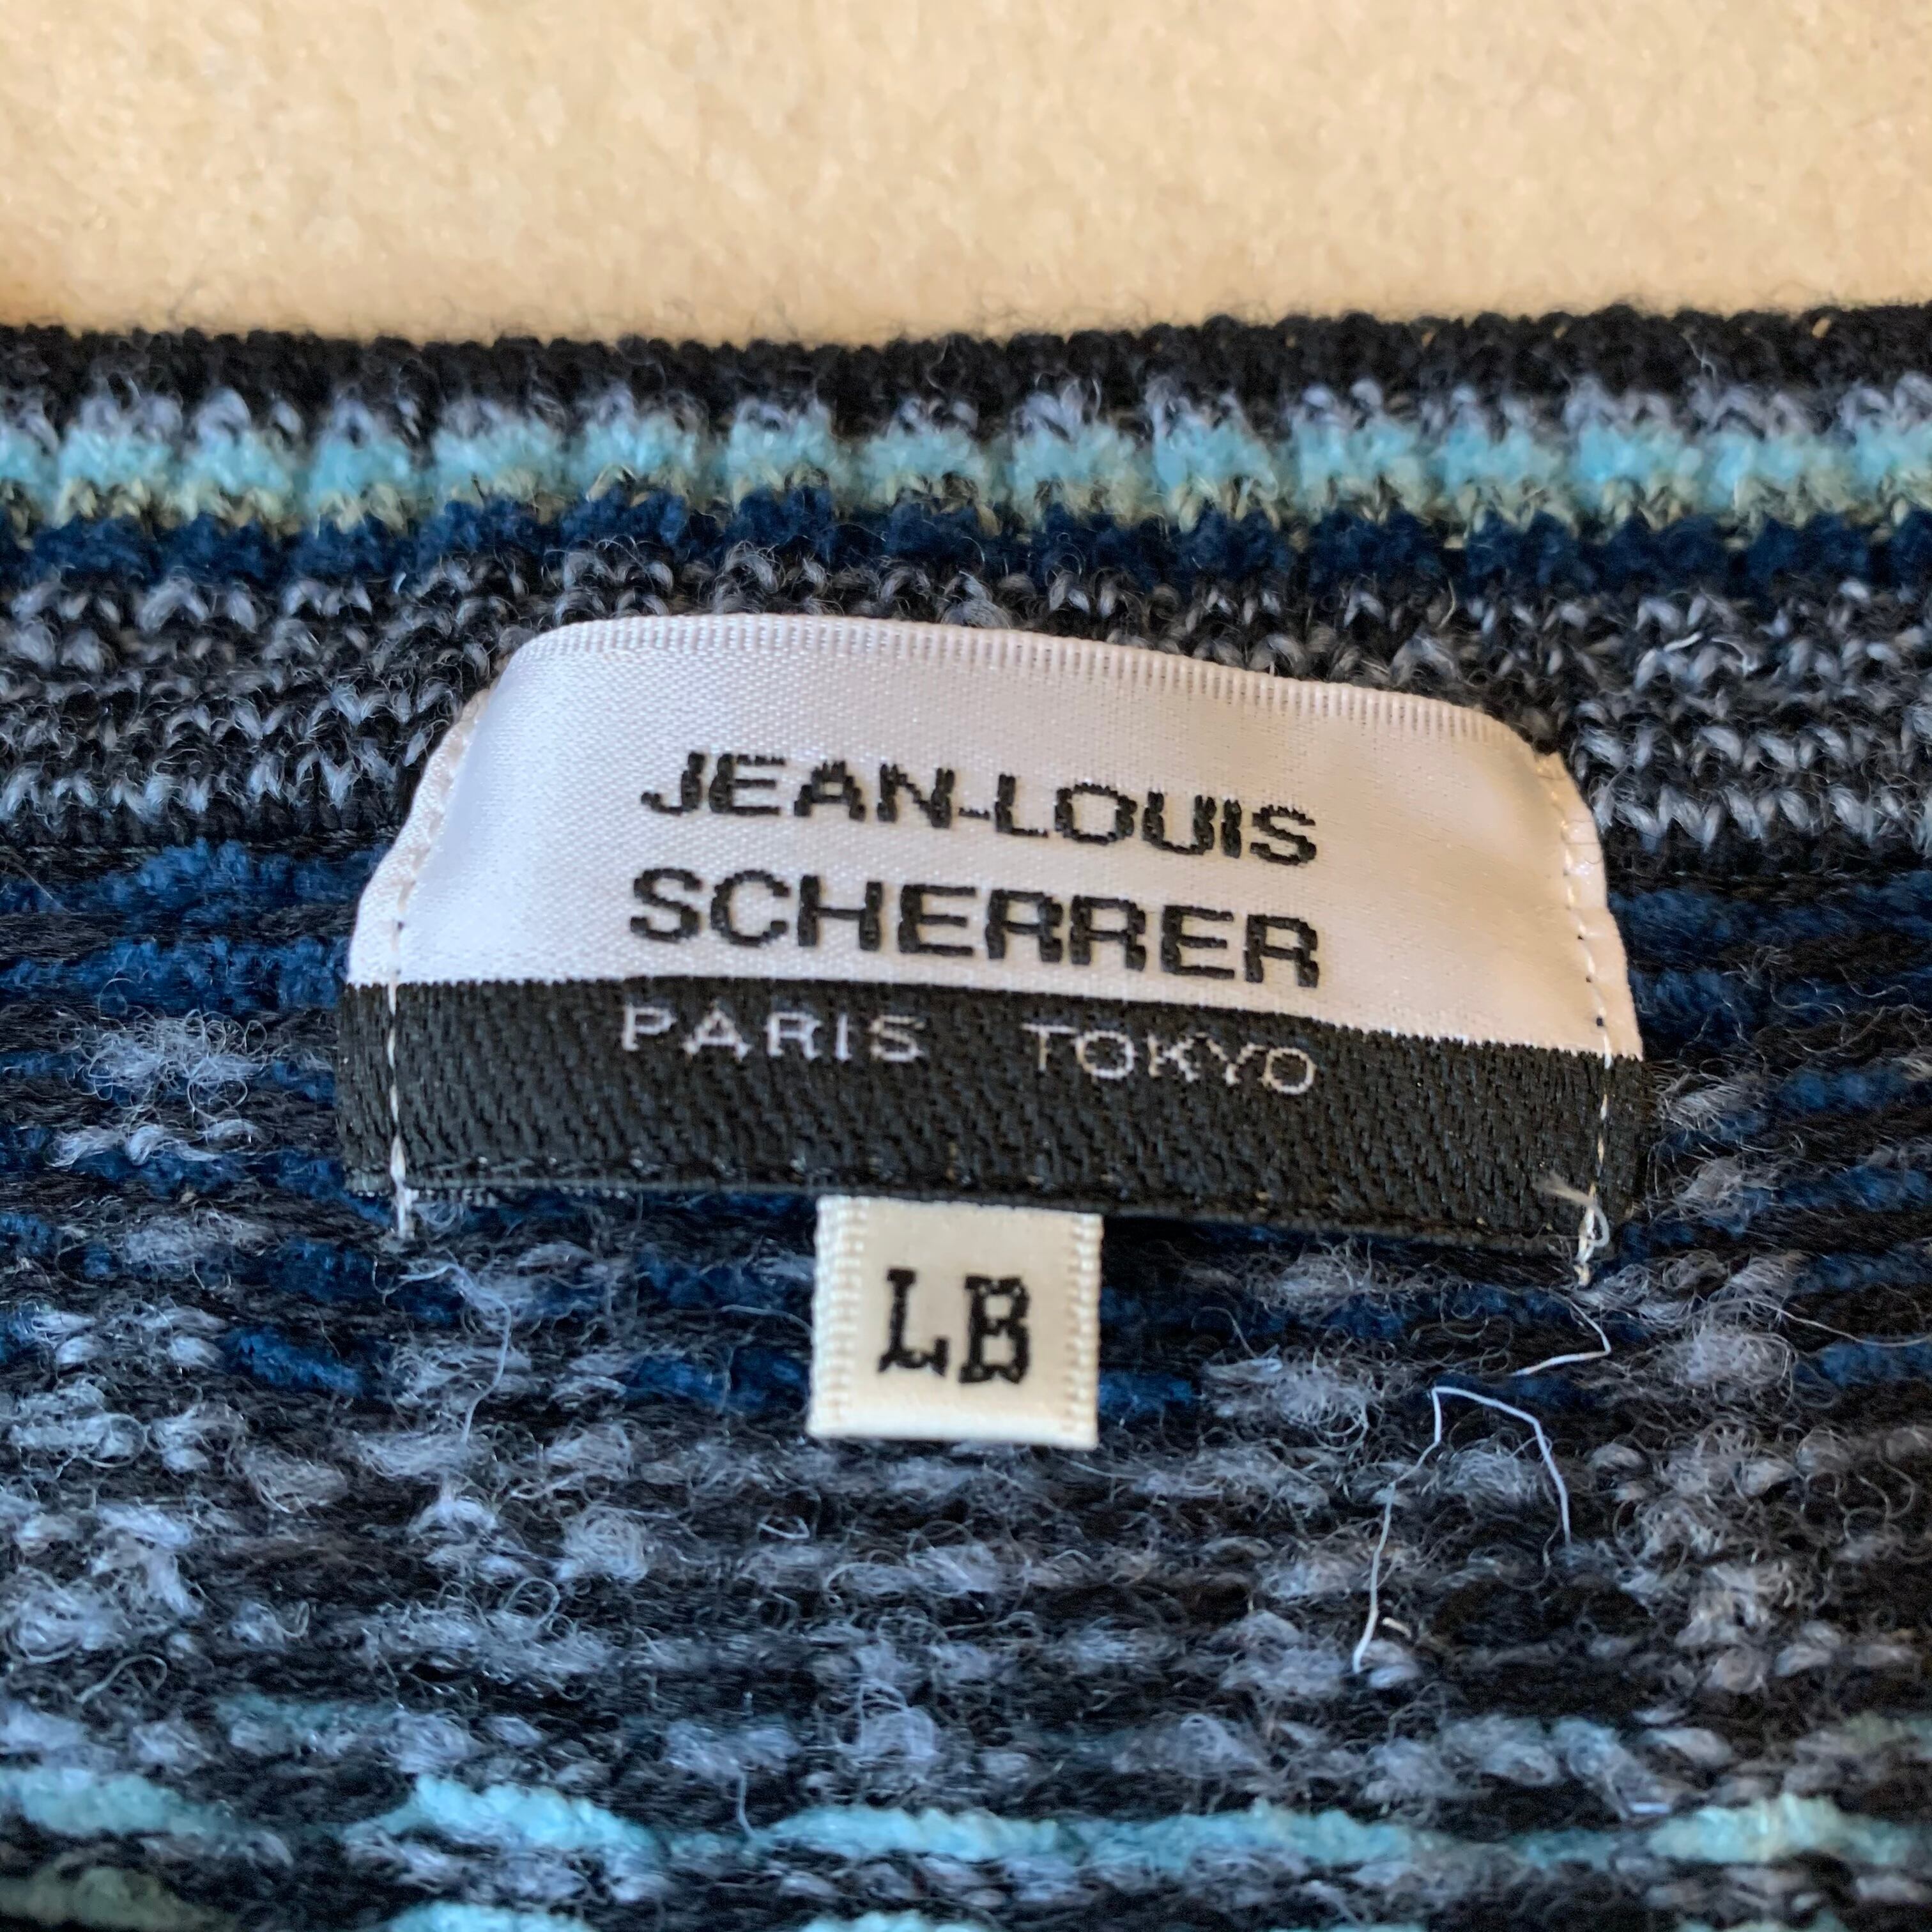 JEAN-LOUIS
SCHERRER
PARIS TOKYO
LB